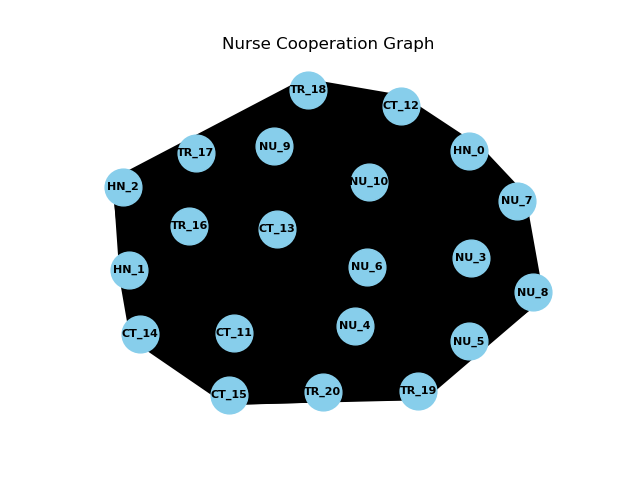 Nurse Cooperation Graph
TR_18
CT_12
NU_9
HN_0
TR_17
NU_10
HN_2
NU_7
TR_16
CT_13
NU_3
NU_6
HN_1
NU_8
NU_4
CT_11
CT_14
NU_5
TR_19
TR_20
CT_15